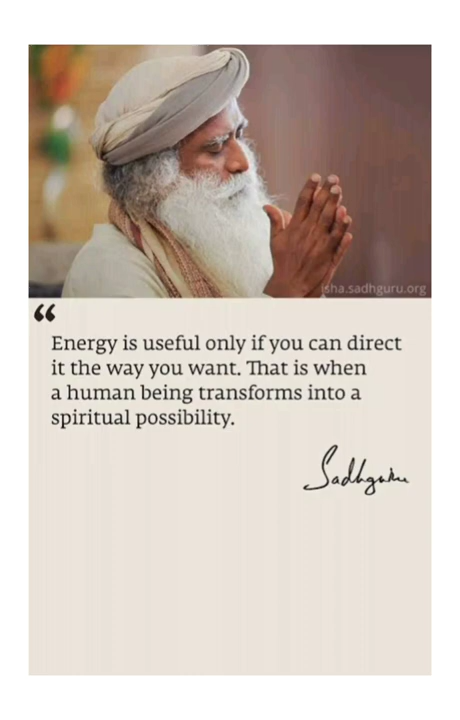 isha.sadhguru.org
“
Energy is useful only if you can direct
it the way you want. That is when
a human being transforms into a
spiritual possibility.
Sadhguru